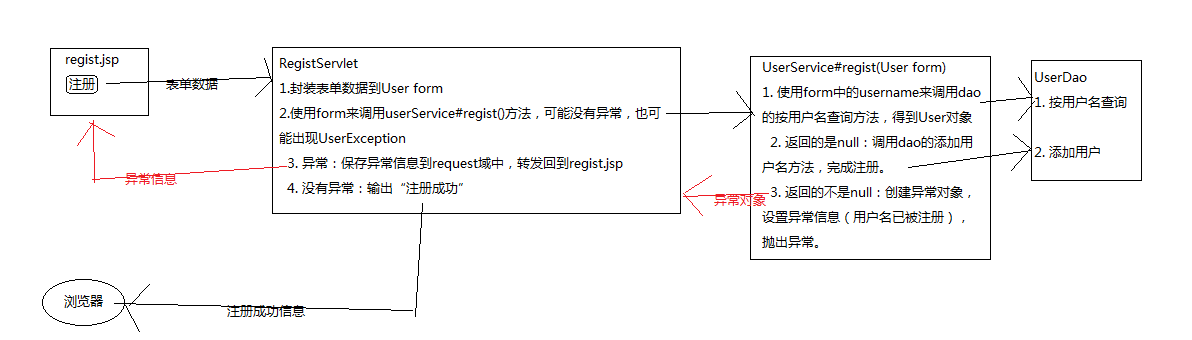 regist.jsp
注册
表单数据
异常信息
RegistServlet
1.封装表单数据到User form
2.使用form来调用userService#regist()方法，可能没有异常，也可
能出现UserException
3. 异常：保存异常信息到request域中，转发回到regist.jsp
4. 没有异常：输出“注册成功”
异常对象
UserService#regist(User form)
1. 使用form中的username来调用dao
的按用户名查询方法，得到User对象
2. 返回的是null：调用dao的添加用
户名方法，完成注册。
3. 返回的不是null：创建异常对象，
设置异常信息（用户名已被注册），
抛出异常。
UserDao
1. 按用户名查询
2. 添加用户
浏览器
注册成功信息